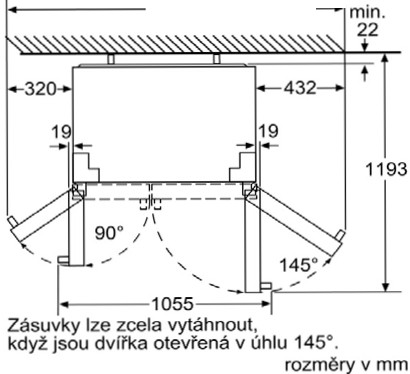 min.
22
320
432
19
19
1193
90°
145°
1055
Zásuvky lze zcela vytáhnout,
když jsou dvířka otevřená v úhlu 145°.
rozměry v mm